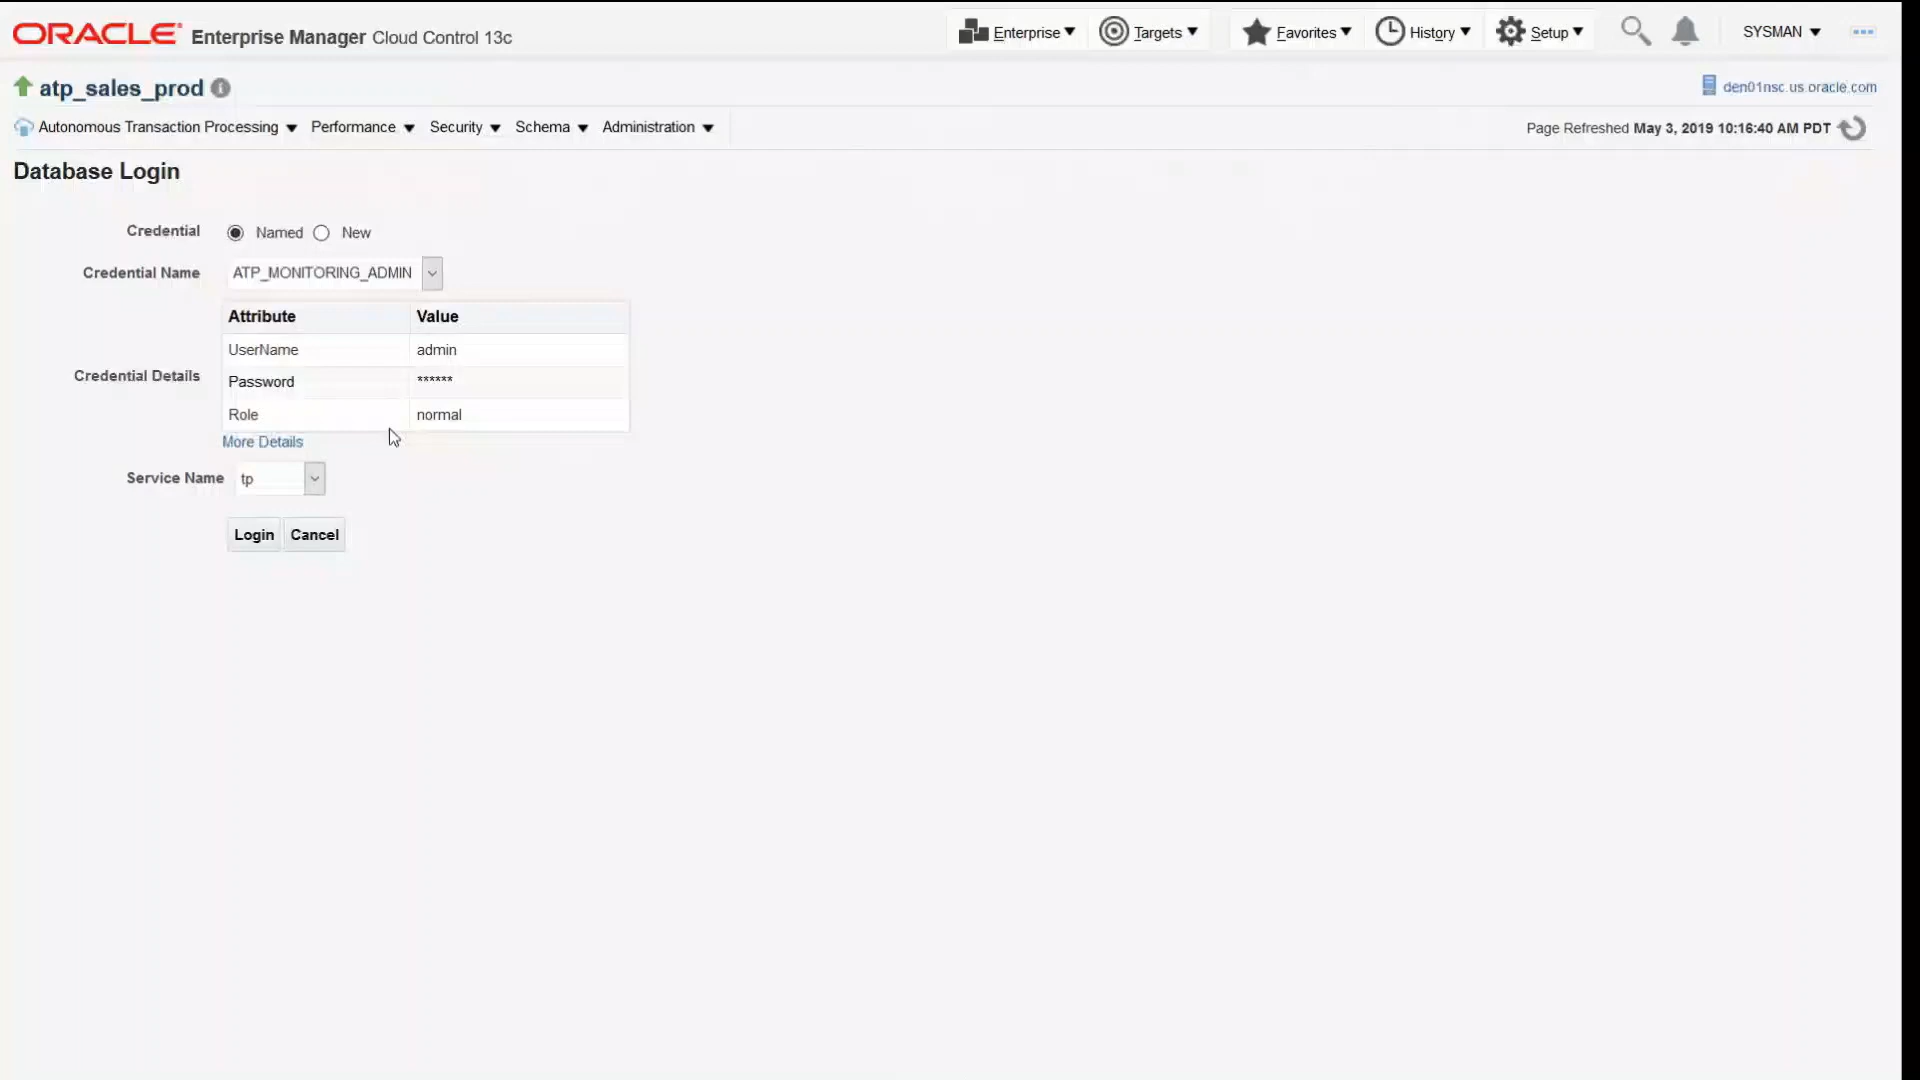 ORACLE Enterprise Manager Cloud Control 13c Enterprise Targets Favorites History Setup SYSMAN
atp_sales_prod den01nsc.us.oracle.com
Autonomous Transaction Processing Performance Security Schema Administration Page Refreshed May 3, 2019 10:16:40 AM PDT
Database Login
Credential Named New
Credential Name ATP_MONITORING_ADMIN
Attribute Value
UserName admin
Credential Details
Password ******
Role normal
More Details
Service Name tp
Login Cancel